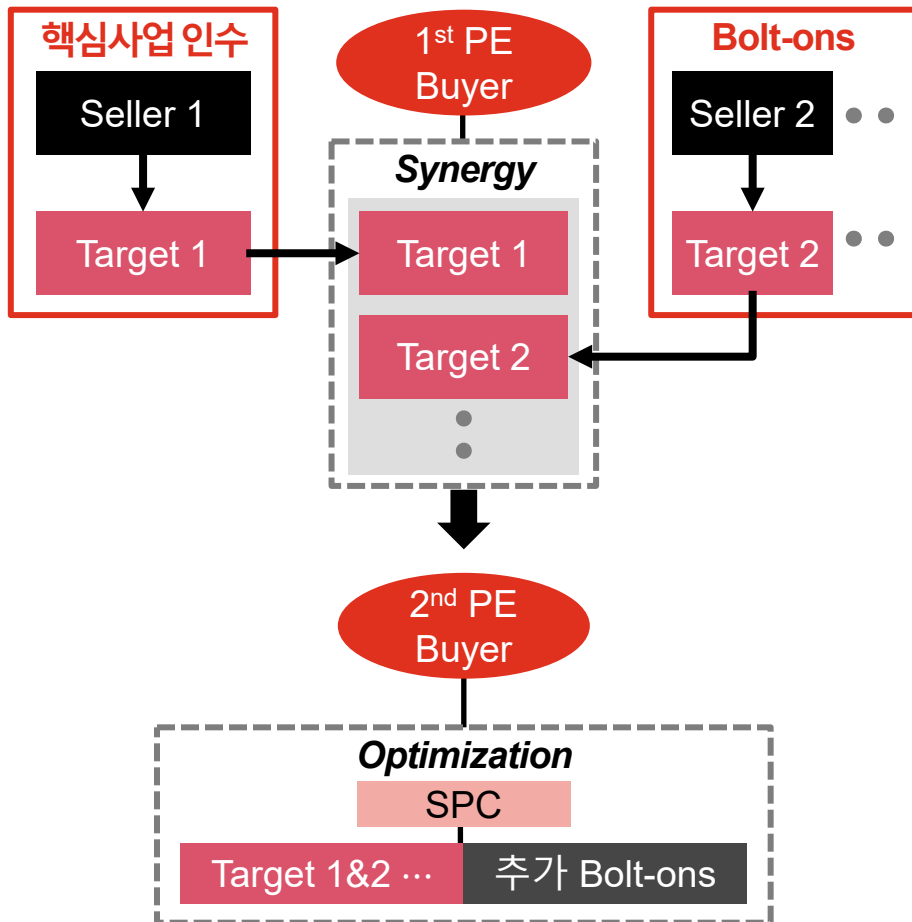 핵심사업 인수
Seller 1
Target 1
1st PE
Buyer
Synergy
Target 1
Target 2
Bolt-ons
Seller 2
Target 2
2nd PE
Buyer
Optimization
SPC
Target 1&2 ···
추가 Bolt-ons